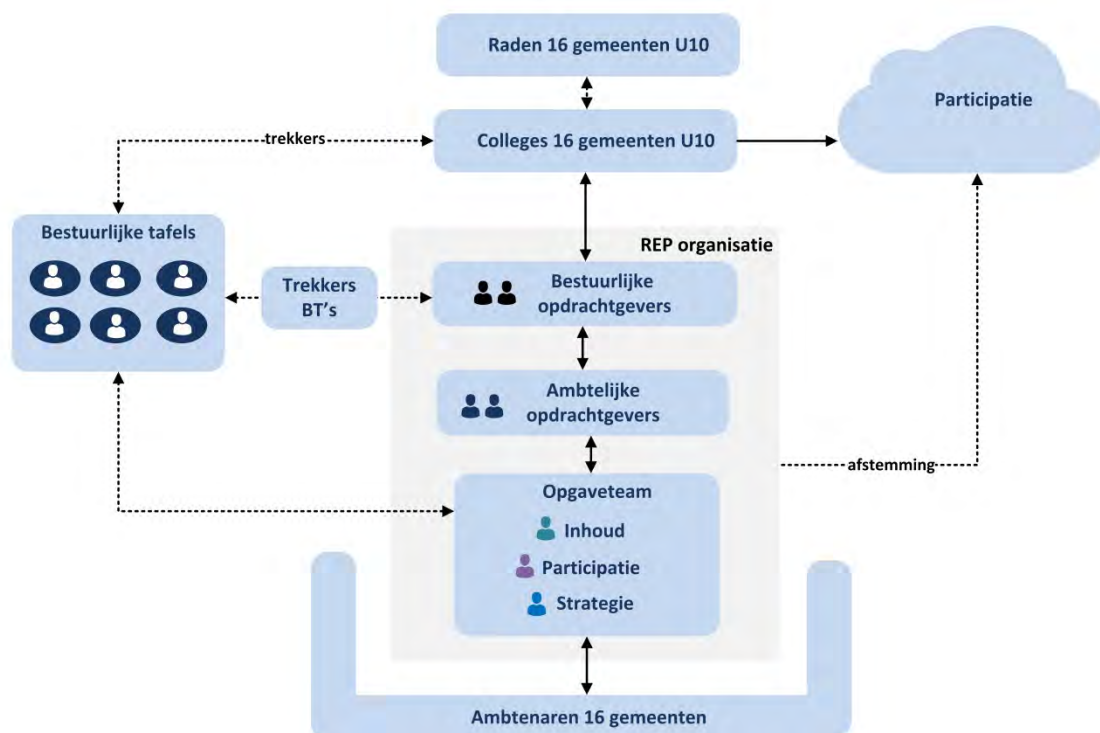 Raden 16 gemeenten U10
Participatie
trekkers
Colleges 16 gemeenten U10
Bestuurlijke tafels
REP organisatie
Trekkers
BT's
Bestuurlijke
opdrachtgevers
Ambtelijke
opdrachtgevers
afstemming
Opgaveteam
Inhoud
Participatie
Strategie
Ambtenaren 16 gemeenten